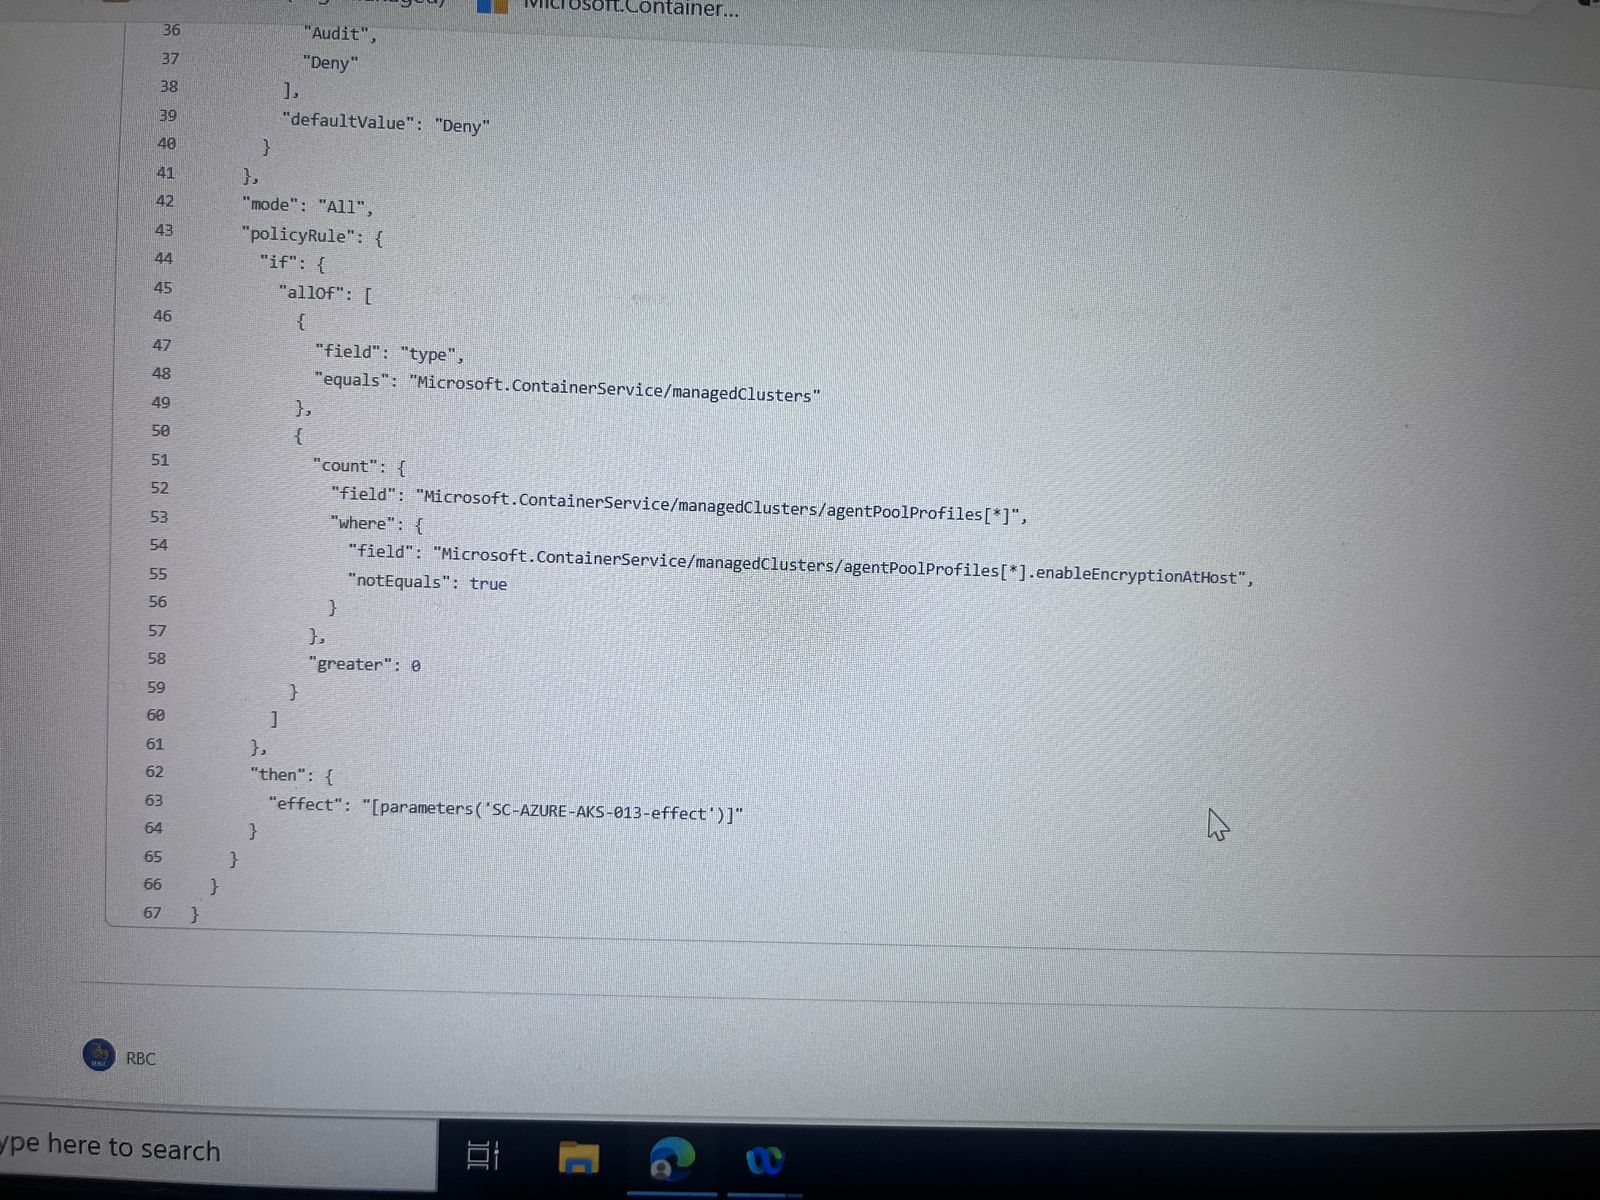 Microsoft.Container...
36 "Audit",
37 "Deny"
38 ],
39 "defaultValue": "Deny"
40 }
41 },
42 "mode": "All",
43 "policyRule": {
44 "if": {
45 "allOf": [
46 {
47 "field": "type",
48 "equals": "Microsoft.ContainerService/managedClusters"
49 },
50 {
51 "count": {
52 "field": "Microsoft.ContainerService/managedClusters/agentPoolProfiles[*]",
53 "where": {
54 "field": "Microsoft.ContainerService/managedClusters/agentPoolProfiles[*].enableEncryptionAtHost",
55 "notEquals": true
56 }
57 },
58 "greater": 0
59 }
60 ]
61 },
62 "then": {
63 "effect": "[parameters('SC-AZURE-AKS-013-effect')]"
64 }
65 }
66 }
67 }
RBC
ype here to search